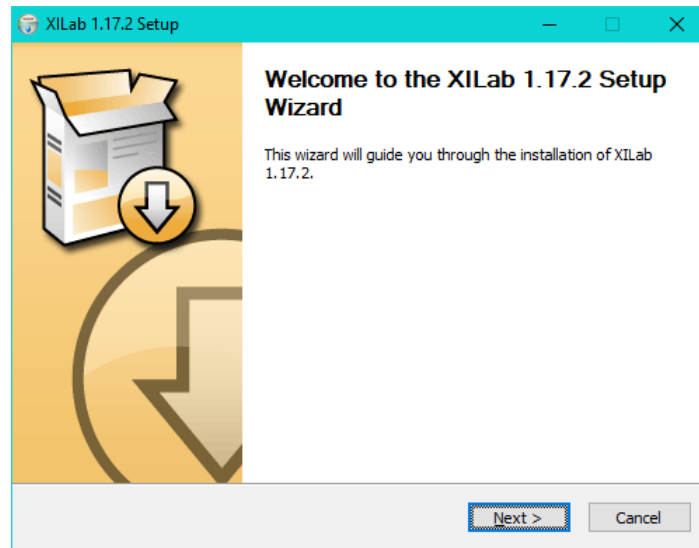 XILab 1.17.2 Setup
Welcome to the XILab 1.17.2 Setup
Wizard
This wizard will guide you through the installation of XILab
1.17.2.
Next >
Cancel